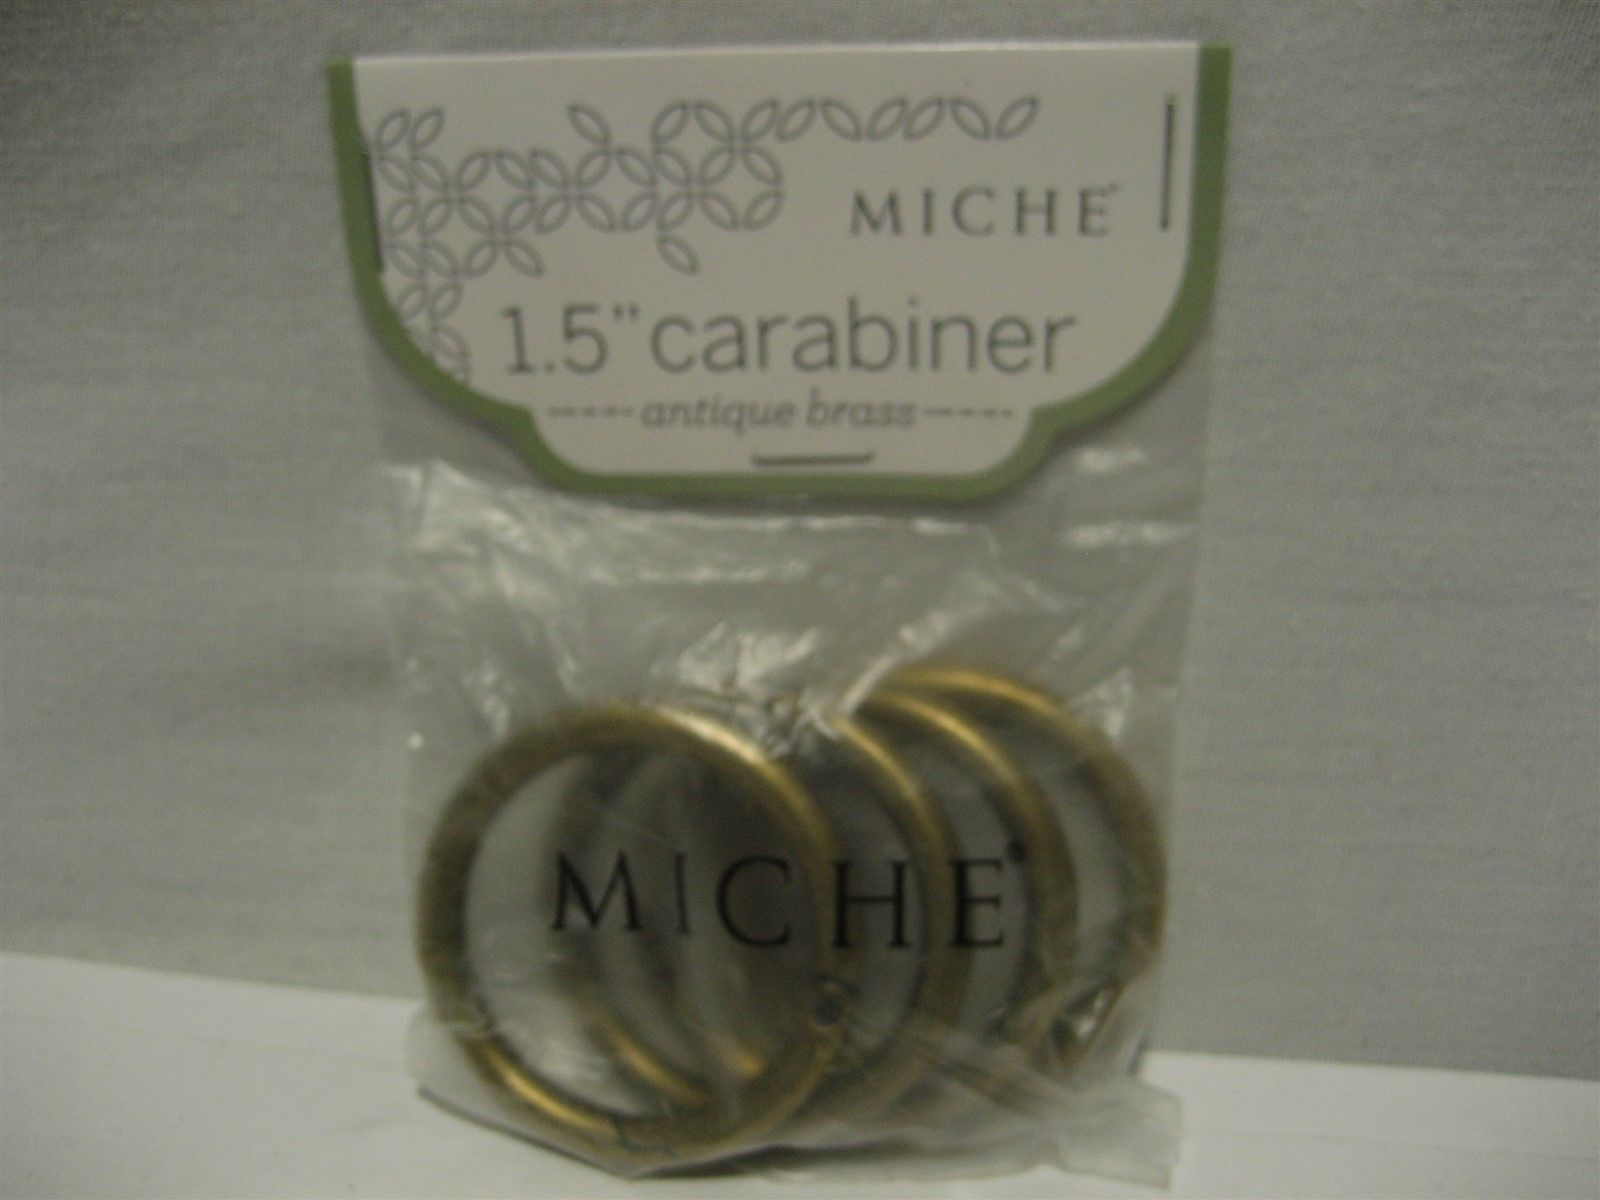 MICHE®
1.5" carabiner
antique brass
MICHE®